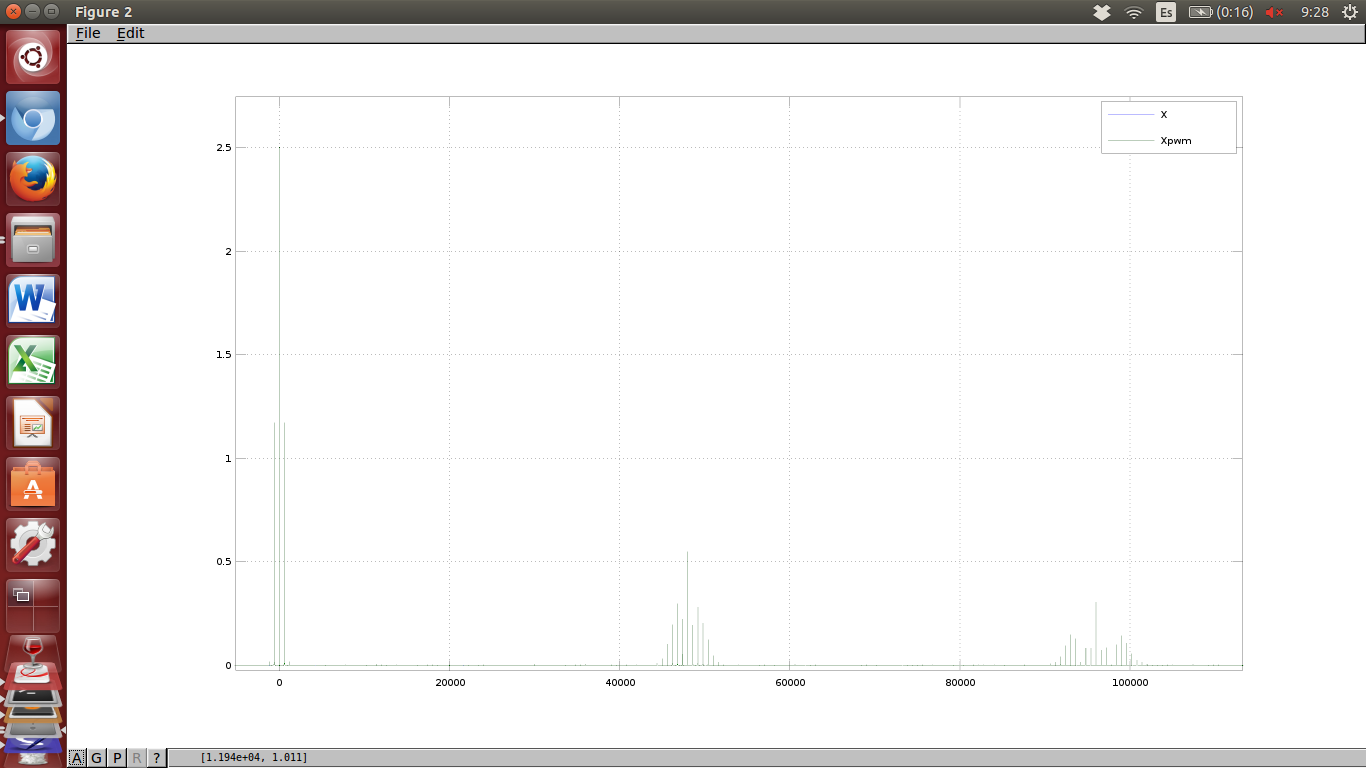 Figure 2
Es
(0:16)
9:28
File Edit
X
Xpwm
2.5
2
1.5
1
0.5
0
0 20000 40000 60000 80000 100000
A G P R ?
[1.194e+04, 1.011]